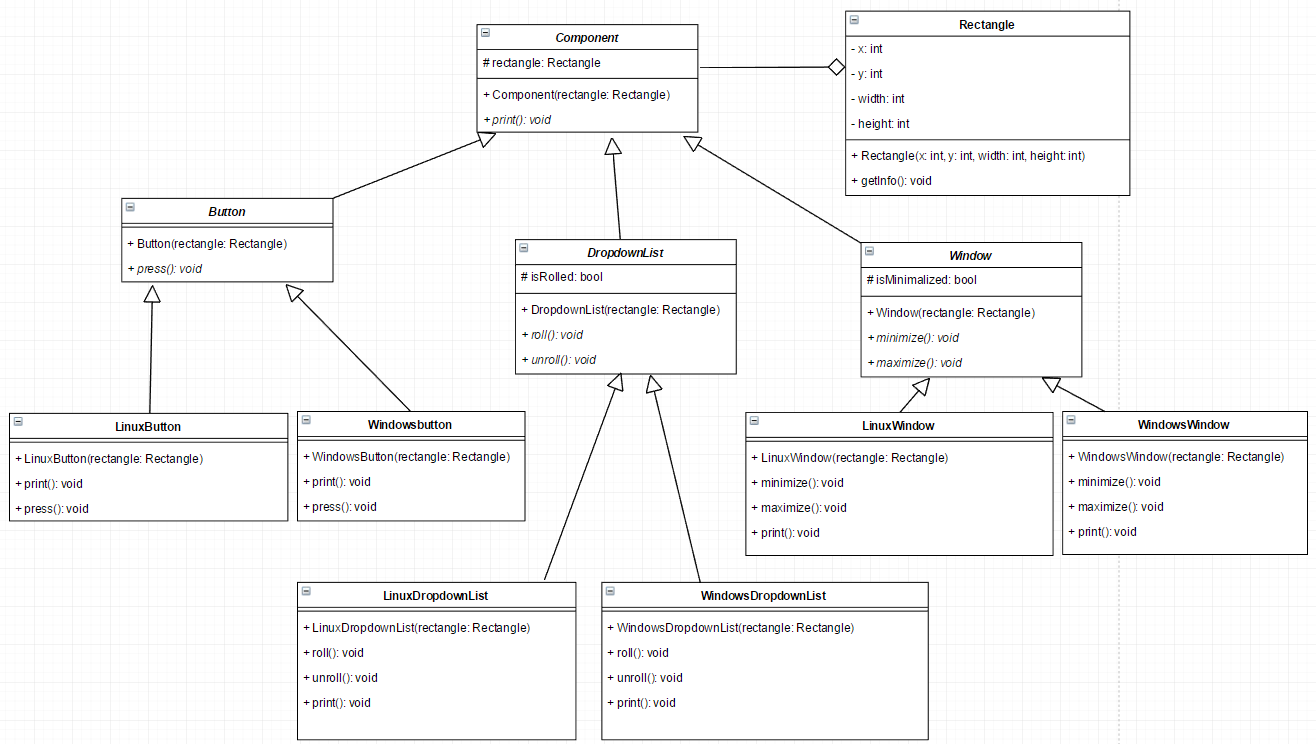 Component
# rectangle: Rectangle
+ Component(rectangle: Rectangle)
+ print(): void
Rectangle
- x: int
- y: int
- width: int
- height: int
+ Rectangle(x: int, y: int, width: int, height: int)
+ getInfo(): void
Button
+ Button(rectangle: Rectangle)
+ press(): void
DropdownList
# isRolled: bool
+ DropdownList(rectangle: Rectangle)
+ roll(): void
+ unroll(): void
Window
# isMinimalized: bool
+ Window(rectangle: Rectangle)
+ minimize(): void
+ maximize(): void
LinuxButton
+ LinuxButton(rectangle: Rectangle)
+ print(): void
+ press(): void
Windowsbutton
+ WindowsButton(rectangle: Rectangle)
+ print(): void
+ press(): void
LinuxWindow
+ LinuxWindow(rectangle: Rectangle)
+ minimize(): void
+ maximize(): void
+ print(): void
WindowsWindow
+ WindowsWindow(rectangle: Rectangle)
+ minimize(): void
+ maximize(): void
+ print(): void
LinuxDropdownList
+ LinuxDropdownList(rectangle: Rectangle)
+ roll(): void
+ unroll(): void
+ print(): void
WindowsDropdownList
+ WindowsDropdownList(rectangle: Rectangle)
+ roll(): void
+ unroll(): void
+ print(): void